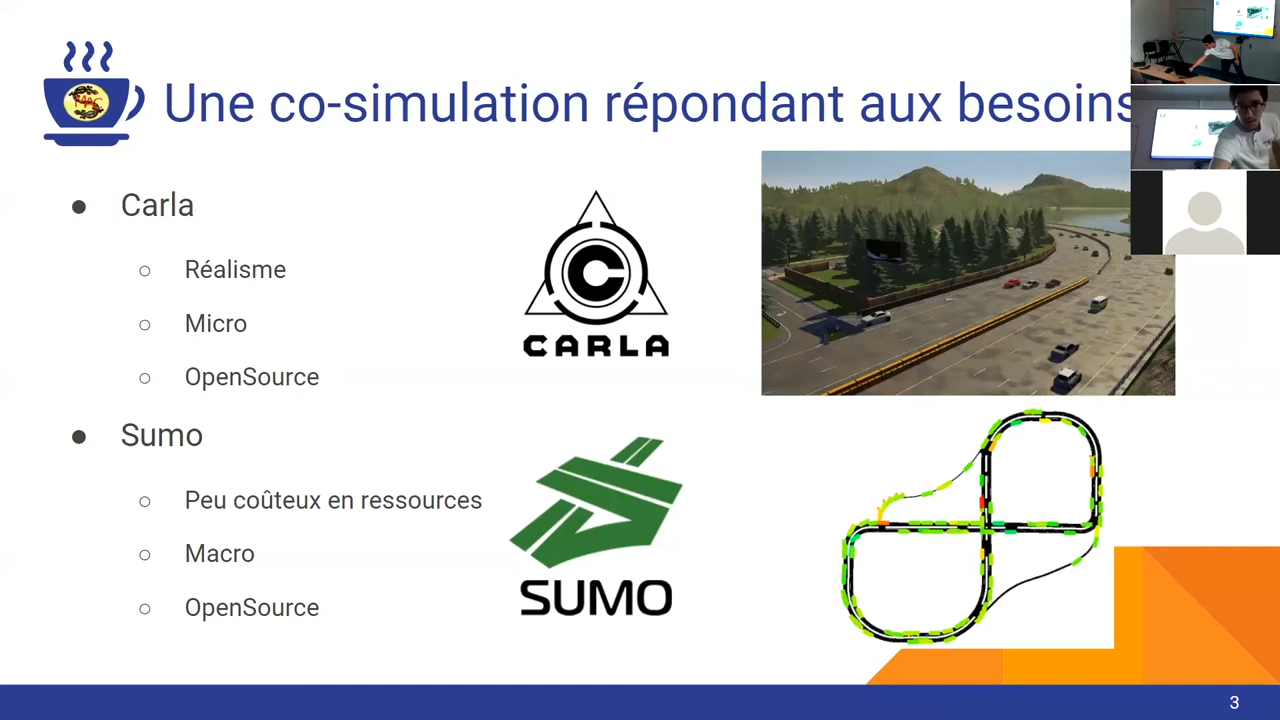 Une co-simulation répondant aux besoins
Carla
Réalisme
Micro
OpenSource
CARLA
Sumo
Peu coûteux en ressources
Macro
OpenSource
SUMO
3